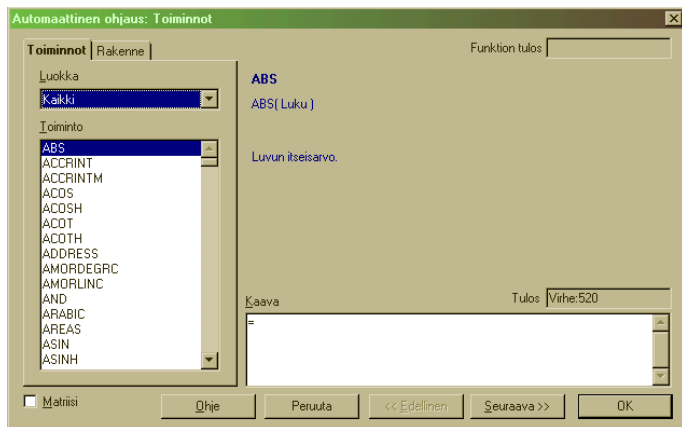 Automaattinen ohjaus: Toiminnot
Toiminnot Rakenne
Funktion tulos
Luokka
Kaikki
Toiminto
ABS
ACCRINT
ACCRINTM
ACOS
ACOSH
ACOT
ACOTH
ADDRESS
AMORDEGRC
AMORLINC
AND
ARABIC
AREAS
ASIN
ASINH
ABS
ABS( Luku )
Luvun itseisarvo.
Kaava
Tulos Virhe:520
=
Matriisi
Ohje Peruuta << Edellinen Seuraava >> OK